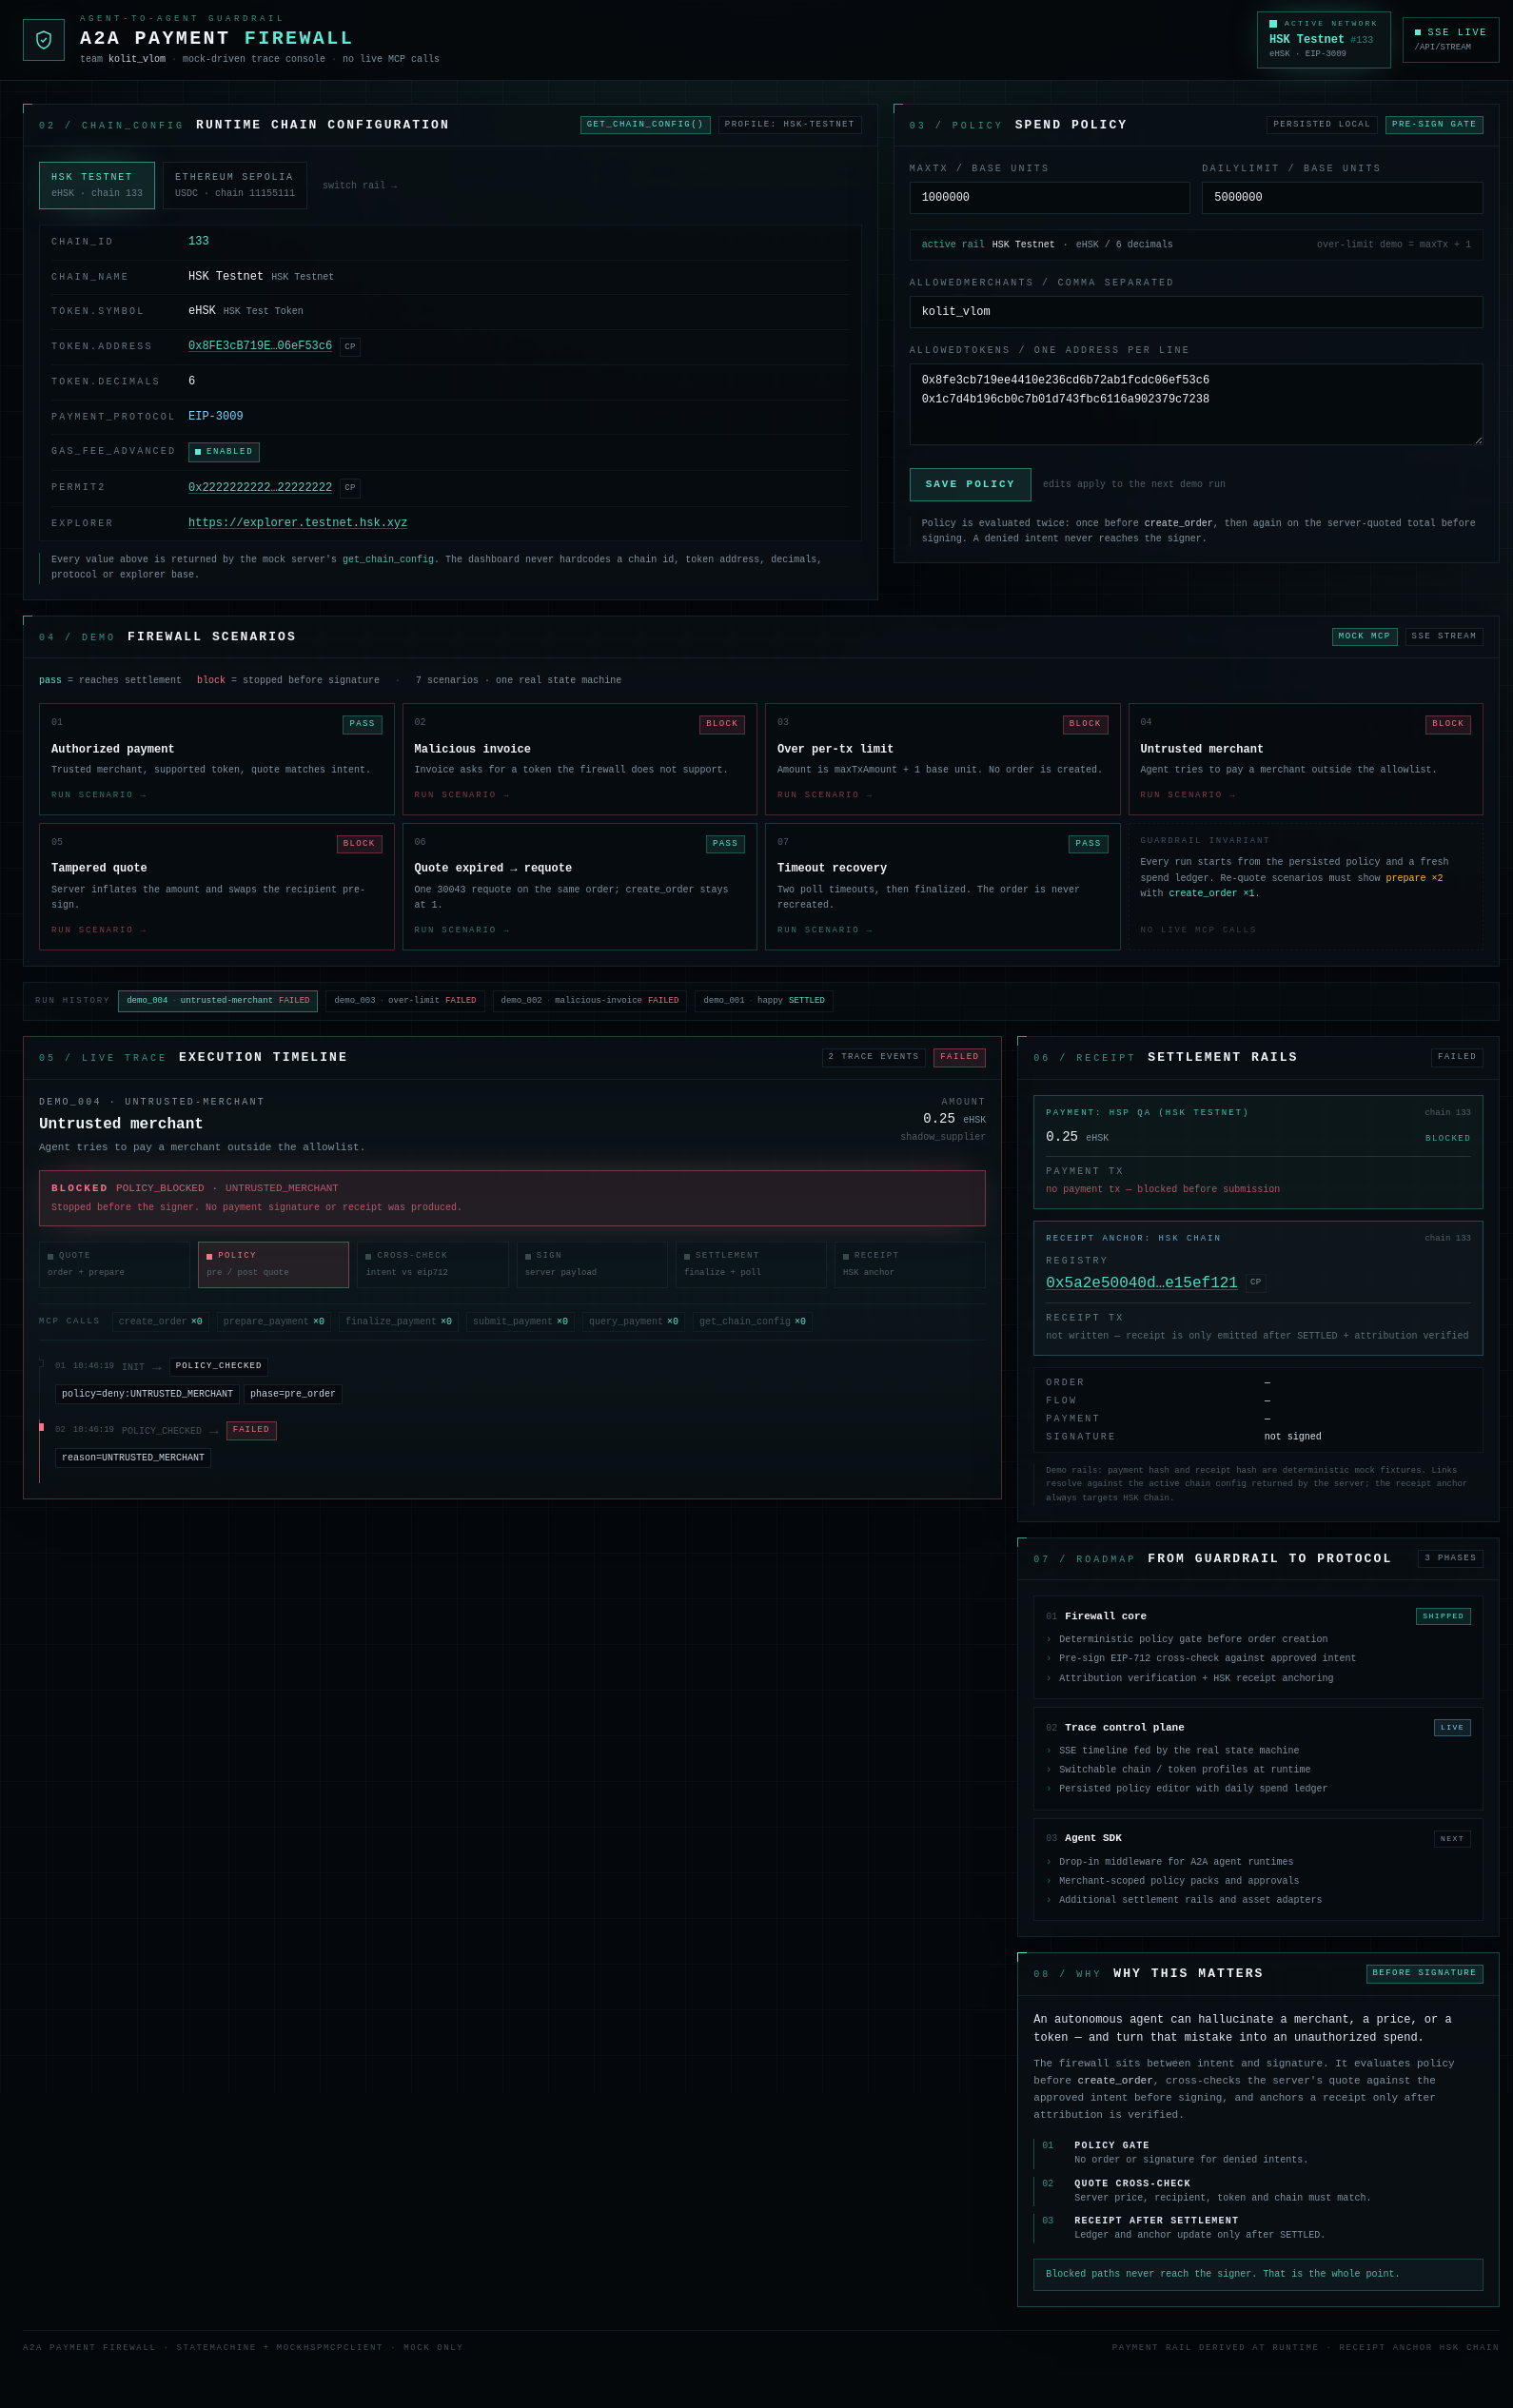 AGENT-TO-AGENT GUARDRAIL
A2A PAYMENT FIREWALL
team kolit_vlom · mock-driven trace console · no live MCP calls
ACTIVE NETWORK
HSK Testnet #133
eHSK · EIP-3009
SSE LIVE
/API/STREAM
02 / CHAIN_CONFIG RUNTIME CHAIN CONFIGURATION
GET_CHAIN_CONFIG() PROFILE: HSK-TESTNET
HSK TESTNET
eHSK · chain 133
ETHEREUM SEPOLIA
USDC · chain 11155111
switch rail →
CHAIN_ID 133
CHAIN_NAME HSK Testnet HSK Testnet
TOKEN.SYMBOL eHSK HSK Test Token
TOKEN.ADDRESS 0x8FE3cB719E…06eF53c6 CP
TOKEN.DECIMALS 6
PAYMENT_PROTOCOL EIP-3009
GAS_FEE_ADVANCED ENABLED
PERMIT2 0x2222222222…22222222 CP
EXPLORER https://explorer.testnet.hsk.xyz
Every value above is returned by the mock server's get_chain_config. The dashboard never hardcodes a chain id, token address, decimals,
protocol or explorer base.
03 / POLICY SPEND POLICY
PERSISTED LOCAL PRE-SIGN GATE
MAXTX / BASE UNITS
1000000
DAILYLIMIT / BASE UNITS
5000000
active rail HSK Testnet · eHSK / 6 decimals over-limit demo = maxTx + 1
ALLOWEDMERCHANTS / COMMA SEPARATED
kolit_vlom
ALLOWEDTOKENS / ONE ADDRESS PER LINE
0x8fe3cb719ee4410e236cd6b72ab1fcdc06ef53c6
0x1c7d4b196cb0c7b01d743fbc6116a902379c7238
SAVE POLICY edits apply to the next demo run
Policy is evaluated twice: once before create_order, then again on the server-quoted total before
signing. A denied intent never reaches the signer.
04 / DEMO FIREWALL SCENARIOS
MOCK MCP SSE STREAM
pass = reaches settlement block = stopped before signature · 7 scenarios · one real state machine
01 PASS
Authorized payment
Trusted merchant, supported token, quote matches intent.
RUN SCENARIO →
02 BLOCK
Malicious invoice
Invoice asks for a token the firewall does not support.
RUN SCENARIO →
03 BLOCK
Over per-tx limit
Amount is maxTxAmount + 1 base unit. No order is created.
RUN SCENARIO →
04 BLOCK
Untrusted merchant
Agent tries to pay a merchant outside the allowlist.
RUN SCENARIO →
05 BLOCK
Tampered quote
Server inflates the amount and swaps the recipient pre-
sign.
RUN SCENARIO →
06 PASS
Quote expired → requote
One 30043 requote on the same order; create_order stays
at 1.
RUN SCENARIO →
07 PASS
Timeout recovery
Two poll timeouts, then finalized. The order is never
recreated.
RUN SCENARIO →
GUARDRAIL INVARIANT
Every run starts from the persisted policy and a fresh
spend ledger. Re-quote scenarios must show prepare ×2
with create_order ×1.
NO LIVE MCP CALLS
RUN HISTORY demo_004 · untrusted-merchant FAILED demo_003 · over-limit FAILED demo_002 · malicious-invoice FAILED demo_001 · happy SETTLED
05 / LIVE TRACE EXECUTION TIMELINE
2 TRACE EVENTS FAILED
DEMO_004 · UNTRUSTED-MERCHANT
Untrusted merchant
Agent tries to pay a merchant outside the allowlist.
AMOUNT
0.25 eHSK
shadow_supplier
BLOCKED POLICY_BLOCKED · UNTRUSTED_MERCHANT
Stopped before the signer. No payment signature or receipt was produced.
QUOTE
order + prepare
POLICY
pre / post quote
CROSS-CHECK
intent vs eip712
SIGN
server payload
SETTLEMENT
finalize + poll
RECEIPT
HSK anchor
MCP CALLS create_order ×0 prepare_payment ×0 finalize_payment ×0 submit_payment ×0 query_payment ×0 get_chain_config ×0
01 10:46:19 INIT → POLICY_CHECKED
policy=deny:UNTRUSTED_MERCHANT phase=pre_order
02 10:46:19 POLICY_CHECKED → FAILED
reason=UNTRUSTED_MERCHANT
06 / RECEIPT SETTLEMENT RAILS
FAILED
PAYMENT: HSP QA (HSK TESTNET) chain 133
0.25 eHSK BLOCKED
PAYMENT TX
no payment tx — blocked before submission
RECEIPT ANCHOR: HSK CHAIN chain 133
REGISTRY
0x5a2e50040d…e15ef121 CP
RECEIPT TX
not written — receipt is only emitted after SETTLED + attribution verified
ORDER —
FLOW —
PAYMENT —
SIGNATURE not signed
Demo rails: payment hash and receipt hash are deterministic mock fixtures. Links
resolve against the active chain config returned by the server; the receipt anchor
always targets HSK Chain.
07 / ROADMAP FROM GUARDRAIL TO PROTOCOL
3 PHASES
01 Firewall core SHIPPED
› Deterministic policy gate before order creation
› Pre-sign EIP-712 cross-check against approved intent
› Attribution verification + HSK receipt anchoring
02 Trace control plane LIVE
› SSE timeline fed by the real state machine
› Switchable chain / token profiles at runtime
› Persisted policy editor with daily spend ledger
03 Agent SDK NEXT
› Drop-in middleware for A2A agent runtimes
› Merchant-scoped policy packs and approvals
› Additional settlement rails and asset adapters
08 / WHY WHY THIS MATTERS
BEFORE SIGNATURE
An autonomous agent can hallucinate a merchant, a price, or a
token — and turn that mistake into an unauthorized spend.
The firewall sits between intent and signature. It evaluates policy
before create_order, cross-checks the server's quote against the
approved intent before signing, and anchors a receipt only after
attribution is verified.
01 POLICY GATE
No order or signature for denied intents.
02 QUOTE CROSS-CHECK
Server price, recipient, token and chain must match.
03 RECEIPT AFTER SETTLEMENT
Ledger and anchor update only after SETTLED.
Blocked paths never reach the signer. That is the whole point.
A2A PAYMENT FIREWALL · STATEMACHINE + MOCKHSPMCPCLIENT · MOCK ONLY
PAYMENT RAIL DERIVED AT RUNTIME · RECEIPT ANCHOR HSK CHAIN